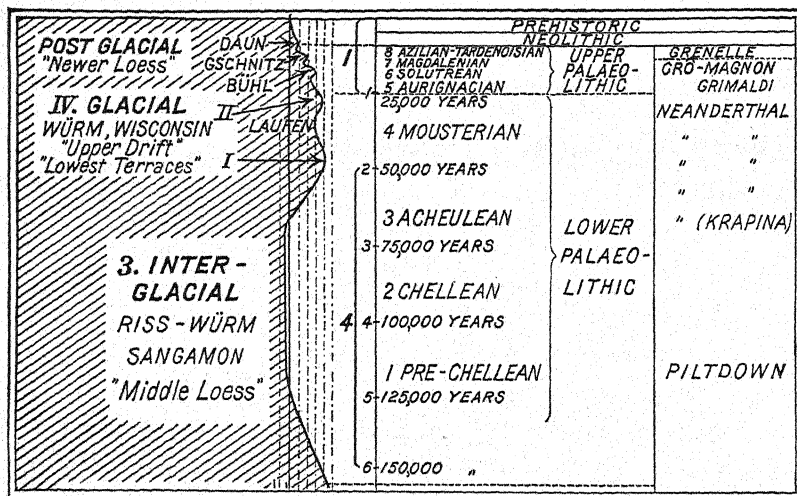 PREHISTORIC
NEOLITHIC
POST GLACIAL
"Newer Loess"
DAUN
GSCHNITZ
BÜHL
IV. GLACIAL
WÜRM, WISCONSIN
"Upper Drift"
"Lowest Terraces"
II
LAUFEN
I
3. INTER-
GLACIAL
RISS-WÜRM
SANGAMON
"Middle Loess"
1
4
8 AZILIAN-TARDENOISIAN
7 MAGDALENIAN
6 SOLUTREAN
5 AURIGNACIAN
1 25,000 YEARS
4 MOUSTERIAN
2 50,000 YEARS
3 ACHEULEAN
3 75,000 YEARS
2 CHELLEAN
4 100,000 YEARS
1 PRE-CHELLEAN
5 125,000 YEARS
6 150,000 "
UPPER
PALAEO-
LITHIC
LOWER
PALAEO-
LITHIC
GRENELLE
CRO-MAGNON
GRIMALDI
NEANDERTHAL
" "
" "
" "
" (KRAPINA)
PILTDOWN